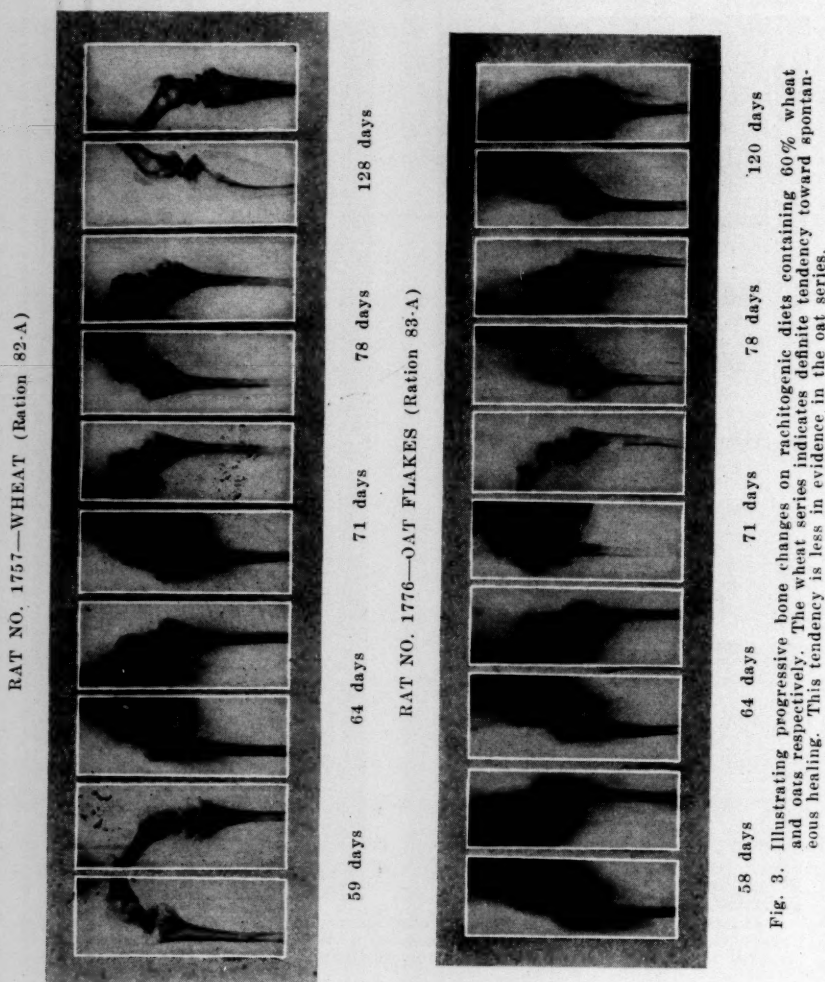 RAT NO. 1757—WHEAT (Ration 82-A)
59 days
64 days
71 days
78 days
128 days
RAT NO. 1776—OAT FLAKES (Ration 83-A)
58 days
64 days
71 days
78 days
120 days
Fig. 3. Illustrating progressive bone changes on rachitogenic diets containing 60% wheat
and oats respectively. The wheat series indicates definite tendency toward spontan-
eous healing. This tendency is less in evidence in the oat series.